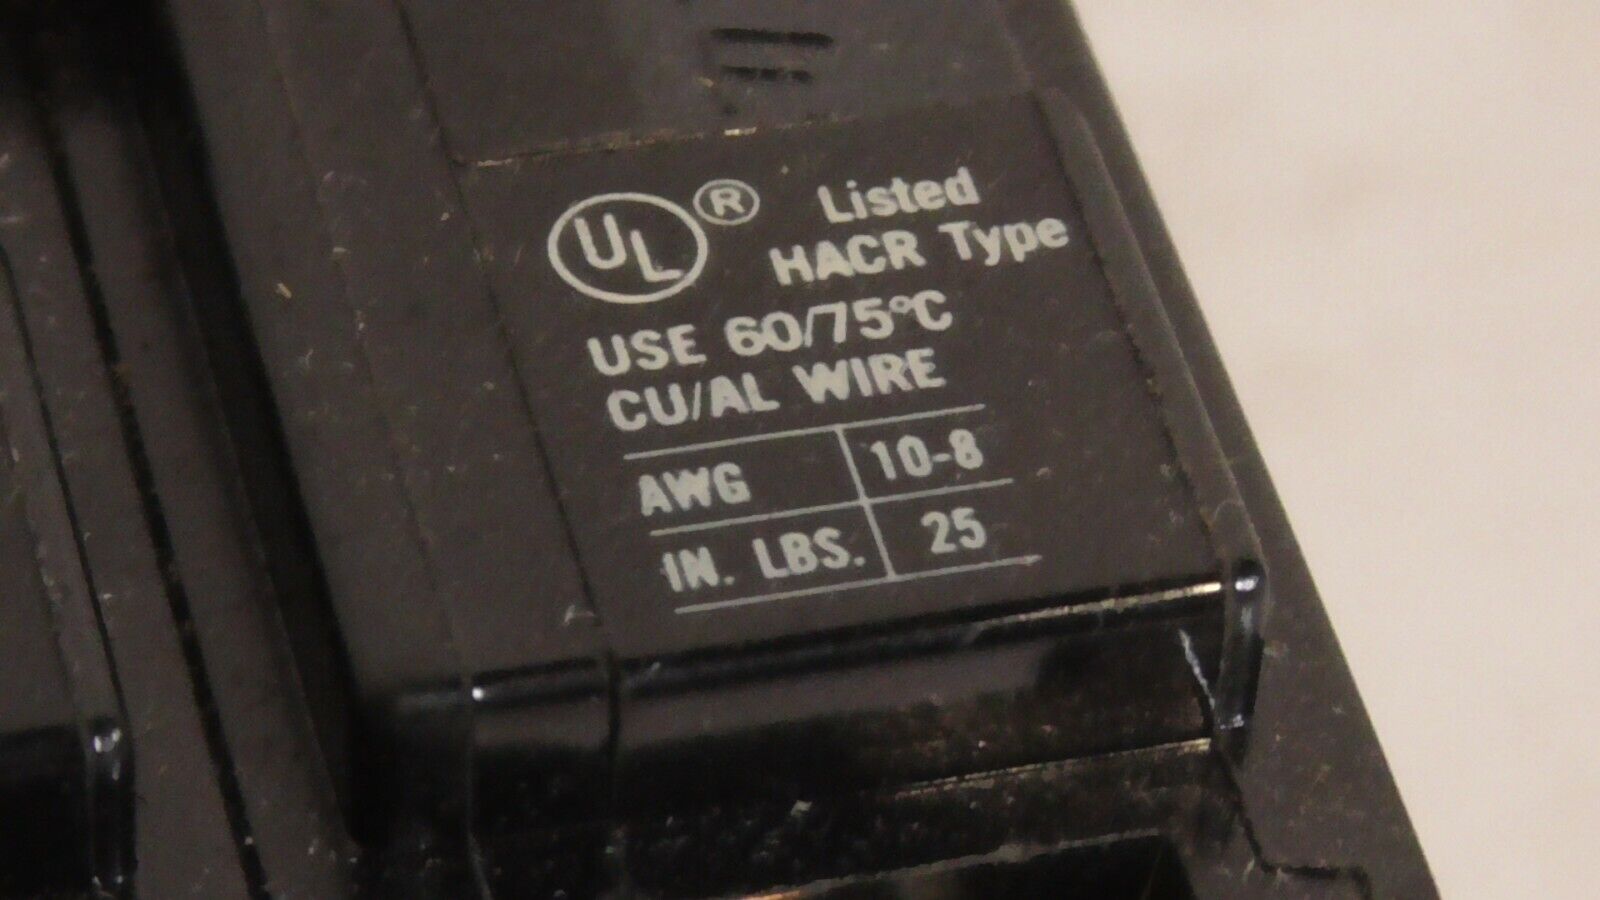 UL® Listed
HACR Type
USE 60/75°C
CU/AL WIRE
AWG 10-8
IN. LBS. 25